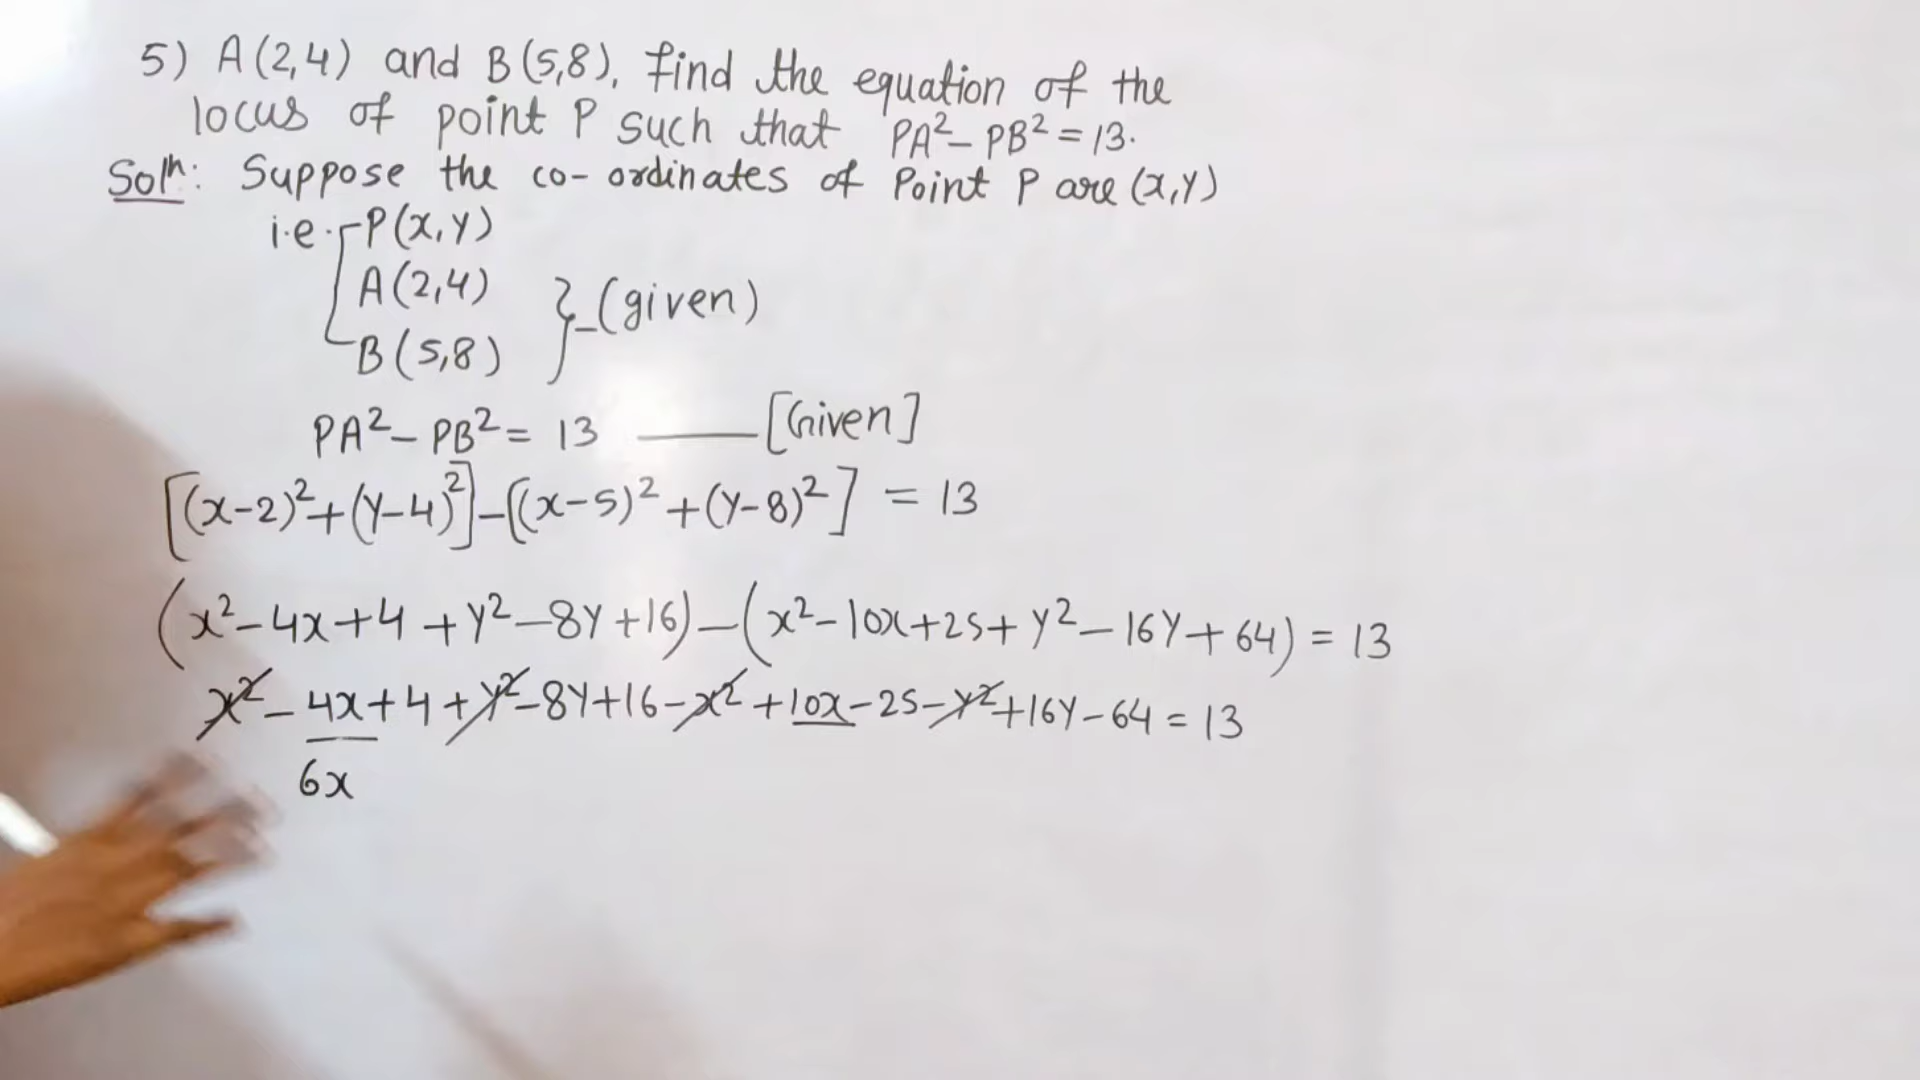 5) A(2,4) and B(5,8), find the equation of the
locus of point P such that PA²-PB²=13.
Solⁿ: Suppose the co-ordinates of Point P are (x,y)
i.e. P(x,y)
A(2,4)
B(5,8) } - (given)
PA²-PB²= 13 —— [Given]
[(x-2)²+(y-4)²]-[(x-5)²+(y-8)²] = 13
(x²-4x+4+y²-8y+16)-(x²-10x+25+y²-16y+64) = 13
x²-4x+4+y²-8y+16-x²+10x-25-y²+16y-64=13
6x